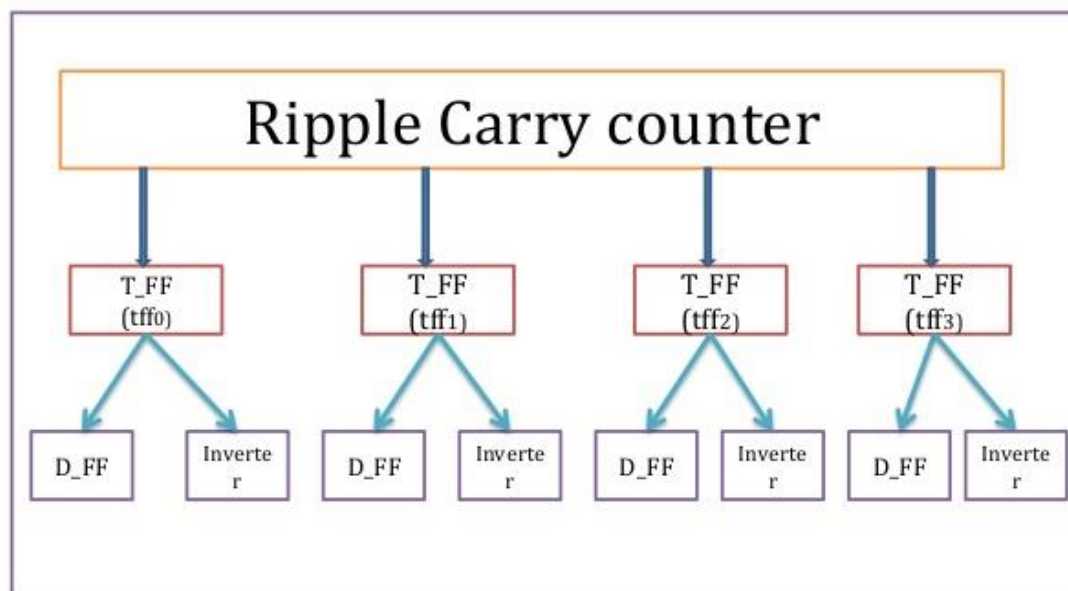 Ripple Carry counter
T_FF
(tff0)
T_FF
(tff1)
T_FF
(tff2)
T_FF
(tff3)
D_FF
Inverte
r
D_FF
Inverte
r
D_FF
Inverte
r
D_FF
Inverte
r